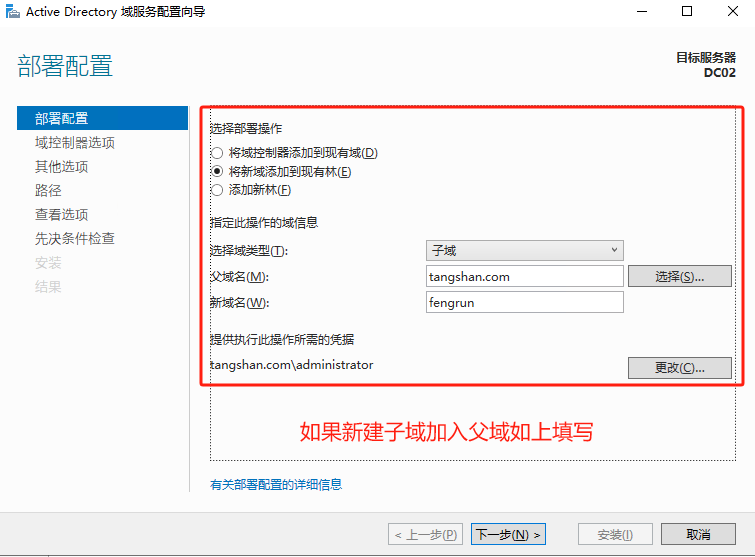 Active Directory 域服务配置向导
部署配置
目标服务器
DC02
部署配置
域控制器选项
其他选项
路径
查看选项
先决条件检查
安装
结果
选择部署操作
将域控制器添加到现有域(D)
将新域添加到现有林(E)
添加新林(F)
指定此操作的域信息
选择域类型(T): 子域
父域名(M): tangshan.com 选择(S)...
新域名(W): fengrun
提供执行此操作所需的凭据
tangshan.com\administrator 更改(C)...
如果新建子域加入父域如上填写
有关部署配置的详细信息
< 上一步(P) 下一步(N) > 安装(I) 取消